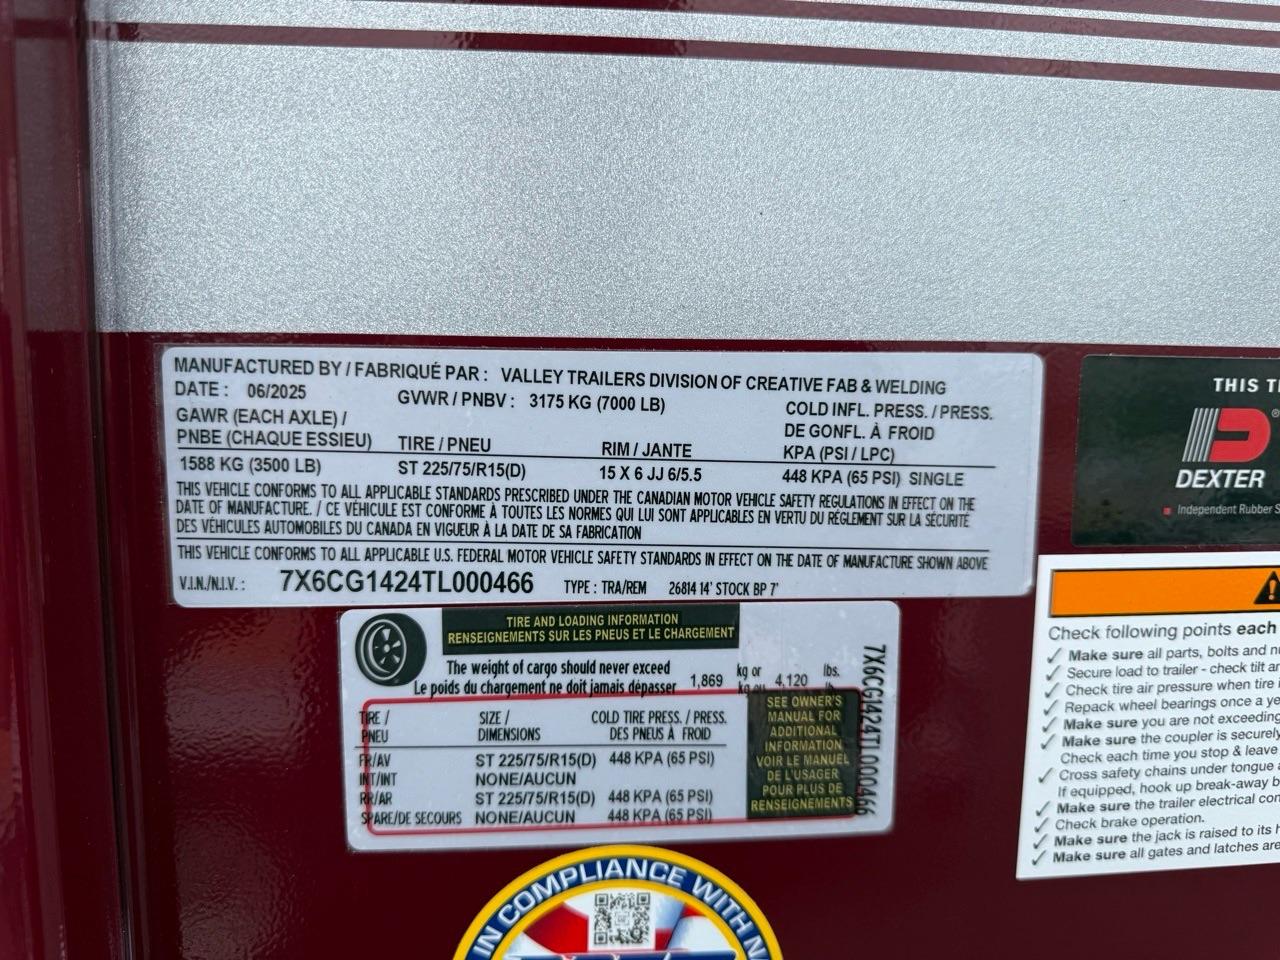 MANUFACTURED BY / FABRIQUÉ PAR : VALLEY TRAILERS DIVISION OF CREATIVE FAB & WELDING
DATE : 06/2025 GVWR / PNBV : 3175 KG (7000 LB)
GAWR (EACH AXLE) / COLD INFL. PRESS. / PRESS.
PNBE (CHAQUE ESSIEU) TIRE / PNEU RIM / JANTE DE GONFL. À FROID
KPA (PSI / LPC)
1588 KG (3500 LB) ST 225/75/R15(D) 15 X 6 JJ 6/5.5 448 KPA (65 PSI) SINGLE
THIS VEHICLE CONFORMS TO ALL APPLICABLE STANDARDS PRESCRIBED UNDER THE CANADIAN MOTOR VEHICLE SAFETY REGULATIONS IN EFFECT ON THE
DATE OF MANUFACTURE. / CE VÉHICULE EST CONFORME À TOUTES LES NORMES QUI LUI SONT APPLICABLES EN VERTU DU RÈGLEMENT SUR LA SÉCURITÉ
DES VÉHICULES AUTOMOBILES DU CANADA EN VIGUEUR À LA DATE DE SA FABRICATION
THIS VEHICLE CONFORMS TO ALL APPLICABLE U.S. FEDERAL MOTOR VEHICLE SAFETY STANDARDS IN EFFECT ON THE DATE OF MANUFACTURE SHOWN ABOVE
V.I.N./N.I.V. : 7X6CG1424TL000466 TYPE : TRA/REM 26814 14' STOCK BP 7'
TIRE AND LOADING INFORMATION
RENSEIGNEMENTS SUR LES PNEUS ET LE CHARGEMENT
The weight of cargo should never exceed kg or lbs.
Le poids du chargement ne doit jamais dépasser 1,869 kg ou 4,120
TIRE / SIZE / COLD TIRE PRESS. / PRESS.
PNEU DIMENSIONS DES PNEUS À FROID
FR/AV ST 225/75/R15(D) 448 KPA (65 PSI)
INT/INT NONE/AUCUN
RR/AR ST 225/75/R15(D) 448 KPA (65 PSI)
SPARE/DE SECOURS NONE/AUCUN 448 KPA (65 PSI)
SEE OWNER'S
MANUAL FOR
ADDITIONAL
INFORMATION
VOIR LE MANUEL
DE L'USAGER
POUR PLUS DE
RENSEIGNEMENTS
7X6CG1424TL000466
THIS
DEXTER
Independent Rubber
Check following points each
Make sure all parts, bolts and
Secure load to trailer - check tilt
Check tire air pressure when tire
Repack wheel bearings once a
Make sure you are not exceeding
Make sure the coupler is securely
Check each time you stop & leave
Cross safety chains under tongue
If equipped, hook up break-away
Make sure the trailer electrical
Check brake operation.
Make sure the jack is raised to its
Make sure all gates and latches are
IN COMPLIANCE WITH